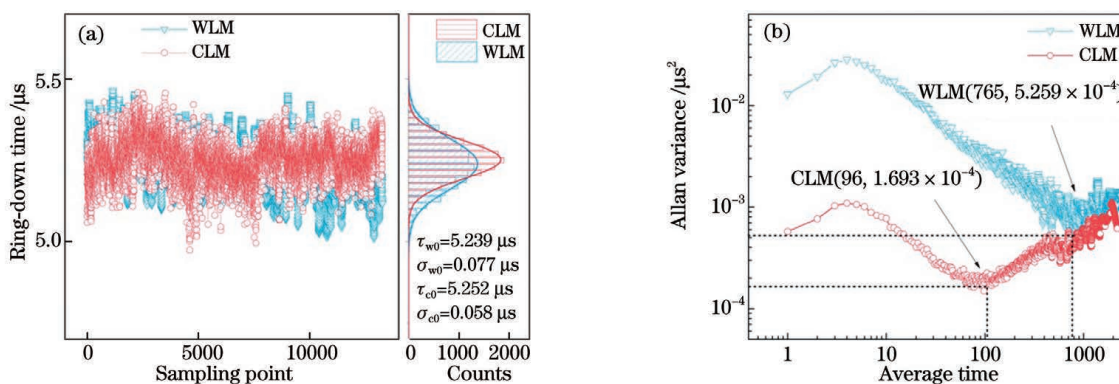 (a)
WLM
CLM
CLM
WLM
5.5
5.0
Ring-down time /μs
0
5000
10000
Sampling point
τw0=5.239 μs
σw0=0.077 μs
τc0=5.252 μs
σc0=0.058 μs
0
1000
2000
Counts
(b)
WLM
CLM
WLM(765, 5.259 × 10⁻⁴)
CLM(96, 1.693 × 10⁻⁴)
10⁻²
10⁻³
10⁻⁴
Allan variance /μs²
1
10
100
1000
Average time